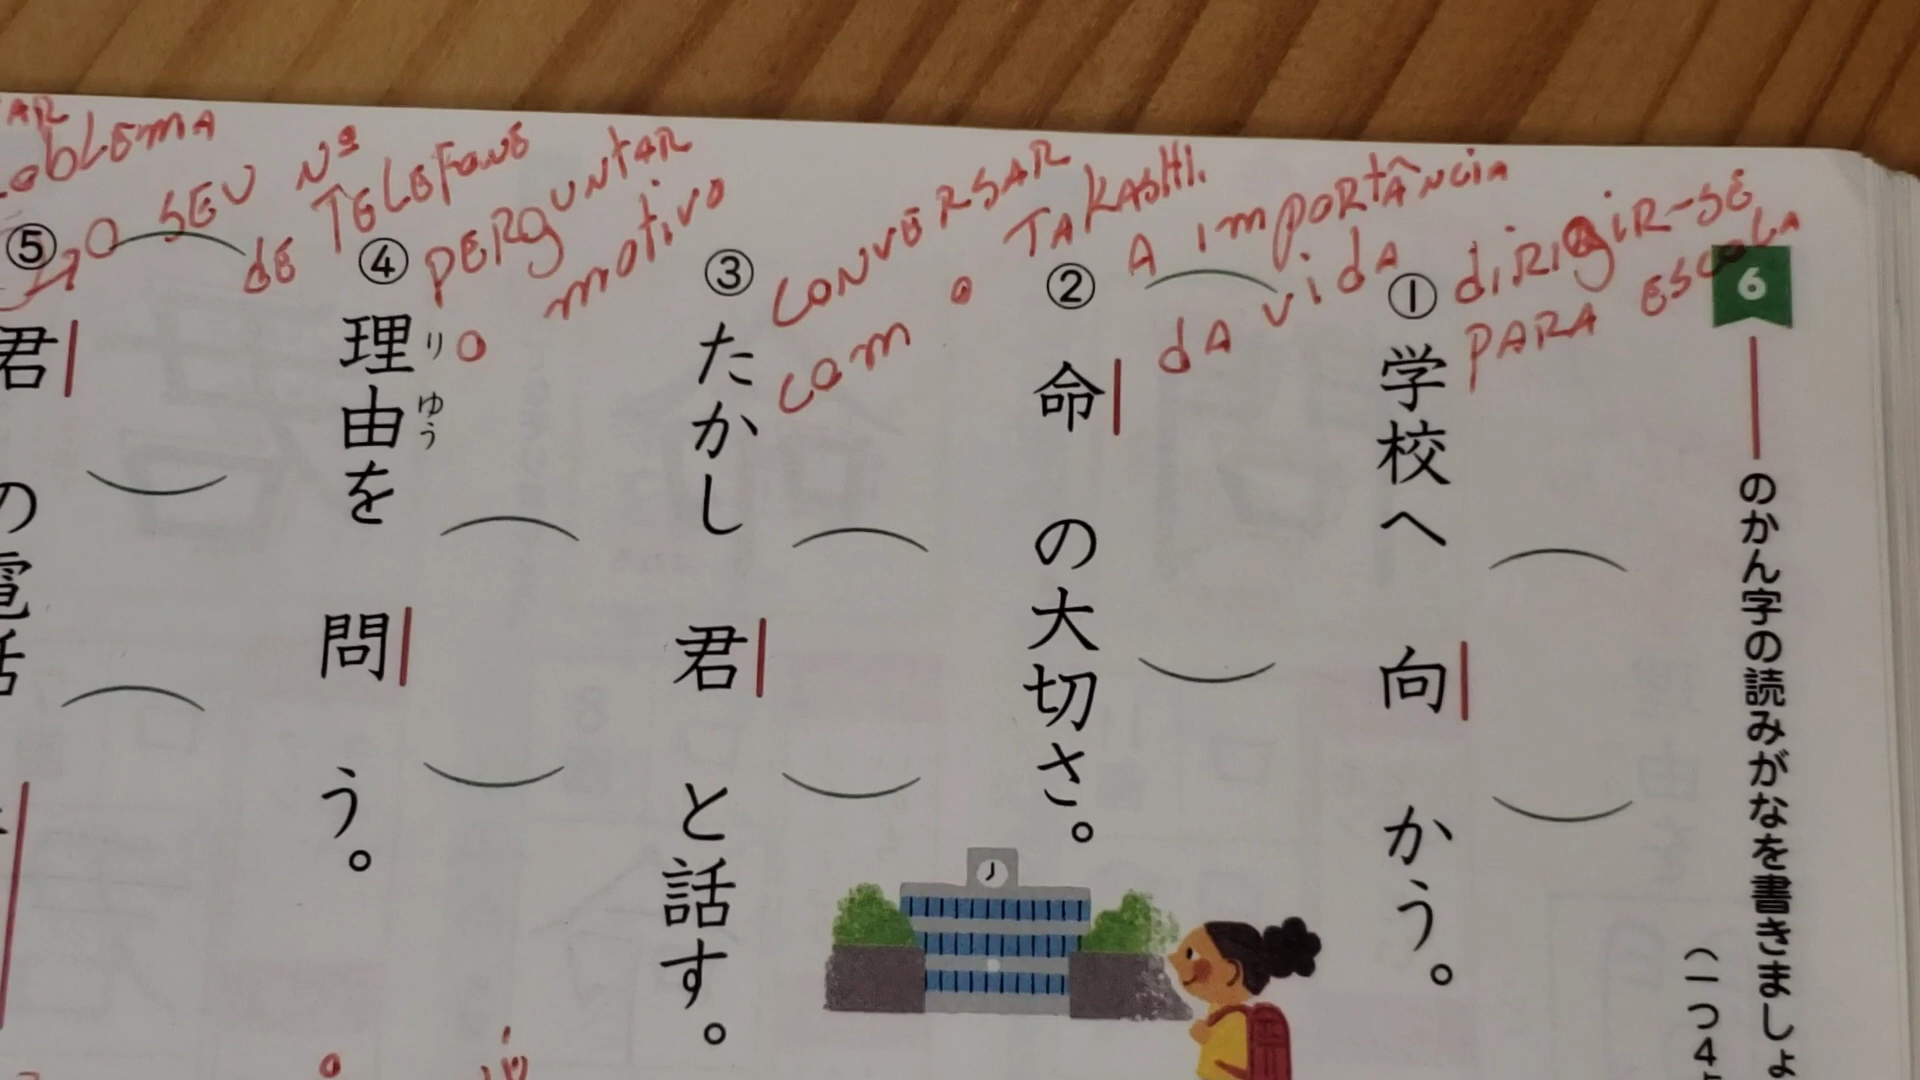 6
のかん字の読みがなを書きましょ
（一つ4
① 学校へ向かう。
dirigir-se
para escola
② 命の大切さ。
A importância
da vida
③ たかし君と話す。
conversar
com o Takashi.
④ 理由を問う。
りゆう
perguntar
o motivo
⑤ 君の電話
o seu nº
de telefone